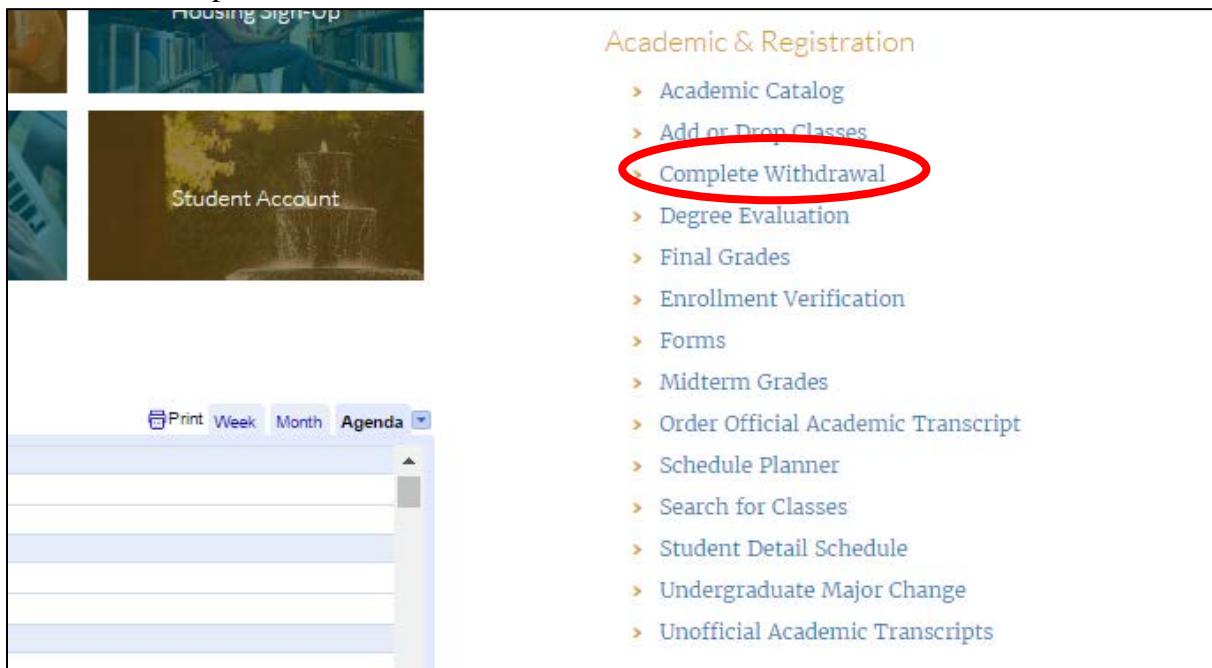 Housing Sign-Up
Student Account
Print Week Month Agenda
Academic & Registration
Academic Catalog
Add or Drop Classes
Complete Withdrawal
Degree Evaluation
Final Grades
Enrollment Verification
Forms
Midterm Grades
Order Official Academic Transcript
Schedule Planner
Search for Classes
Student Detail Schedule
Undergraduate Major Change
Unofficial Academic Transcripts